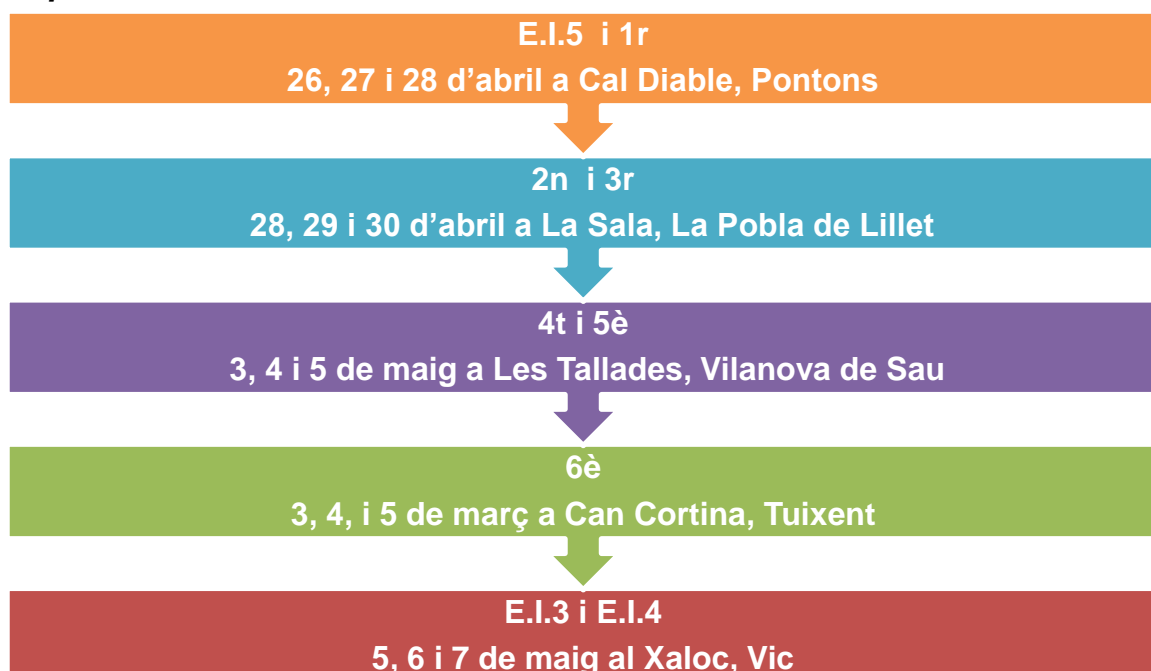 E.I.5 i 1r
26, 27 i 28 d’abril a Cal Diable, Pontons
2n i 3r
28, 29 i 30 d’abril a La Sala, La Pobla de Lillet
4t i 5è
3, 4 i 5 de maig a Les Tallades, Vilanova de Sau
6è
3, 4, i 5 de març a Can Cortina, Tuixent
E.I.3 i E.I.4
5, 6 i 7 de maig al Xaloc, Vic